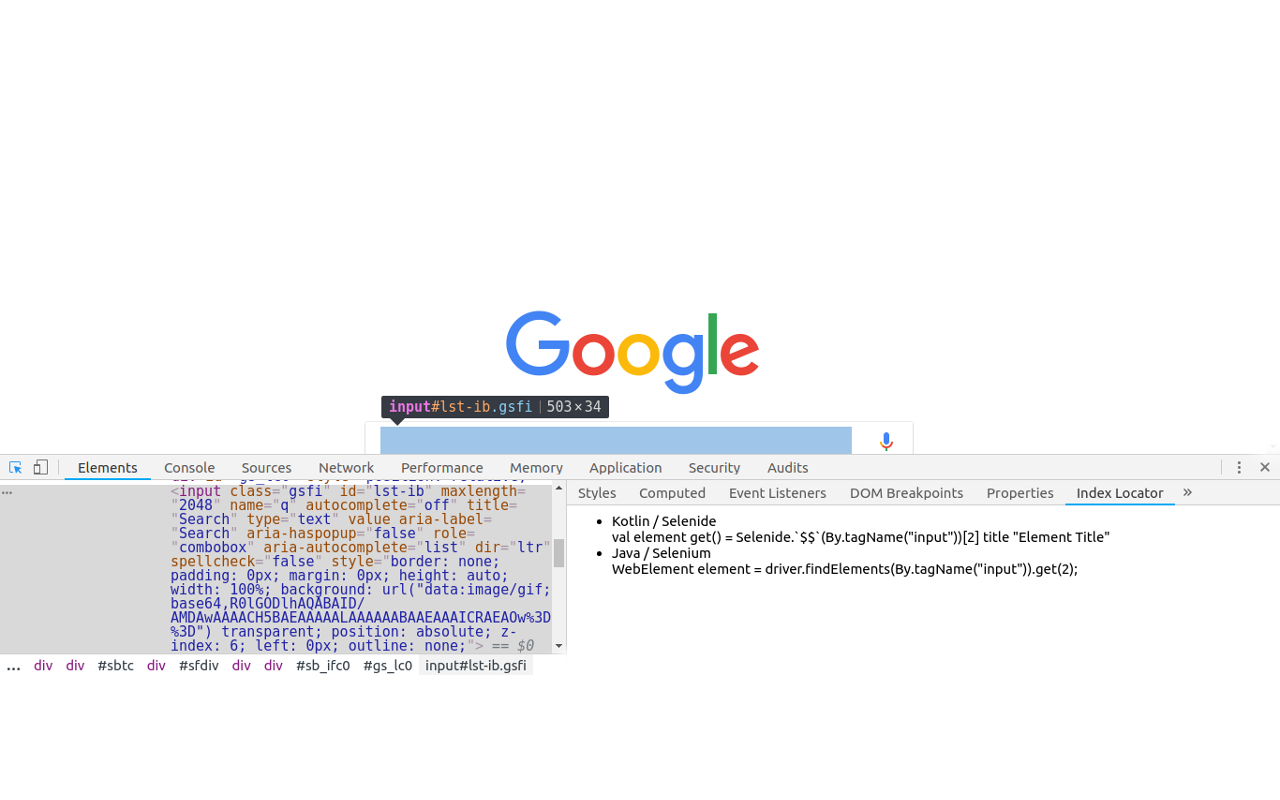 Google
input#lst-ib.gsfi 503×34
Elements Console Sources Network Performance Memory Application Security Audits
<input class="gsfi" id="lst-ib" maxlength=
"2048" name="q" autocomplete="off" title=
"Search" type="text" value aria-label=
"Search" aria-haspopup="false" role=
"combobox" aria-autocomplete="list" dir="ltr"
spellcheck="false" style="border: none;
padding: 0px; margin: 0px; height: auto;
width: 100%; background: url("data:image/gif;
base64,R0lGODlhAQABAID/
AMDAwAAAACH5BAEAAAAALAAAAAABAAEAAAICRAEAOw%3D
%3D") transparent; position: absolute; z-
index: 6; left: 0px; outline: none;"> == $0
... div div #sbtc div #sfdiv div div #sb_ifc0 #gs_lc0 input#lst-ib.gsfi
Styles Computed Event Listeners DOM Breakpoints Properties Index Locator »
• Kotlin / Selenide
val element get() = Selenide.`$$`(By.tagName("input"))[2] title "Element Title"
• Java / Selenium
WebElement element = driver.findElements(By.tagName("input")).get(2);